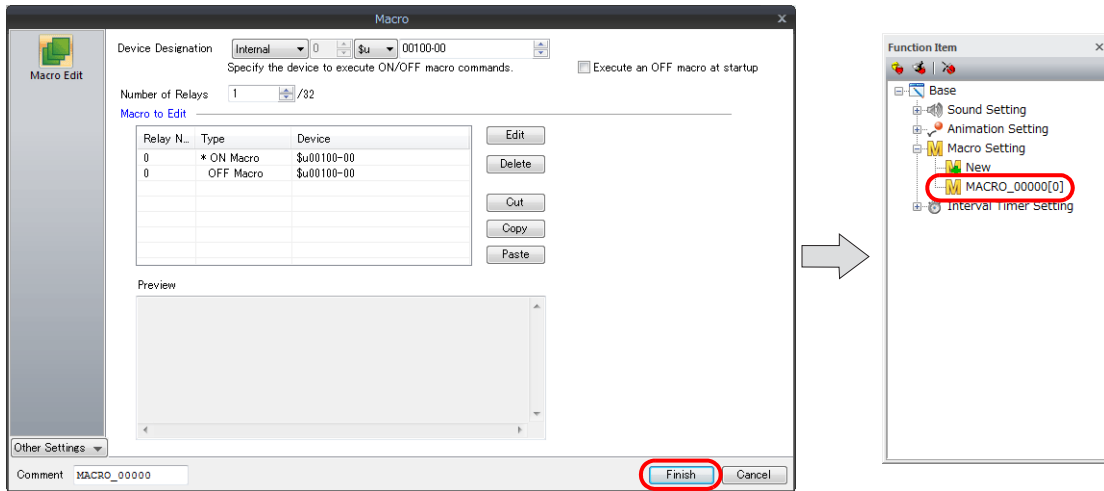 Macro
x
Macro Edit
Device Designation Internal 0 $u 00100-00
Specify the device to execute ON/OFF macro commands.
Execute an OFF macro at startup
Number of Relays 1 /32
Macro to Edit
Relay N... Type Device
0 * ON Macro $u00100-00
0 OFF Macro $u00100-00
Edit
Delete
Cut
Copy
Paste
Preview
Other Settings
Comment MACRO_00000
Finish Cancel
Function Item
x
Base
Sound Setting
Animation Setting
Macro Setting
New
MACRO_00000[0]
Interval Timer Setting